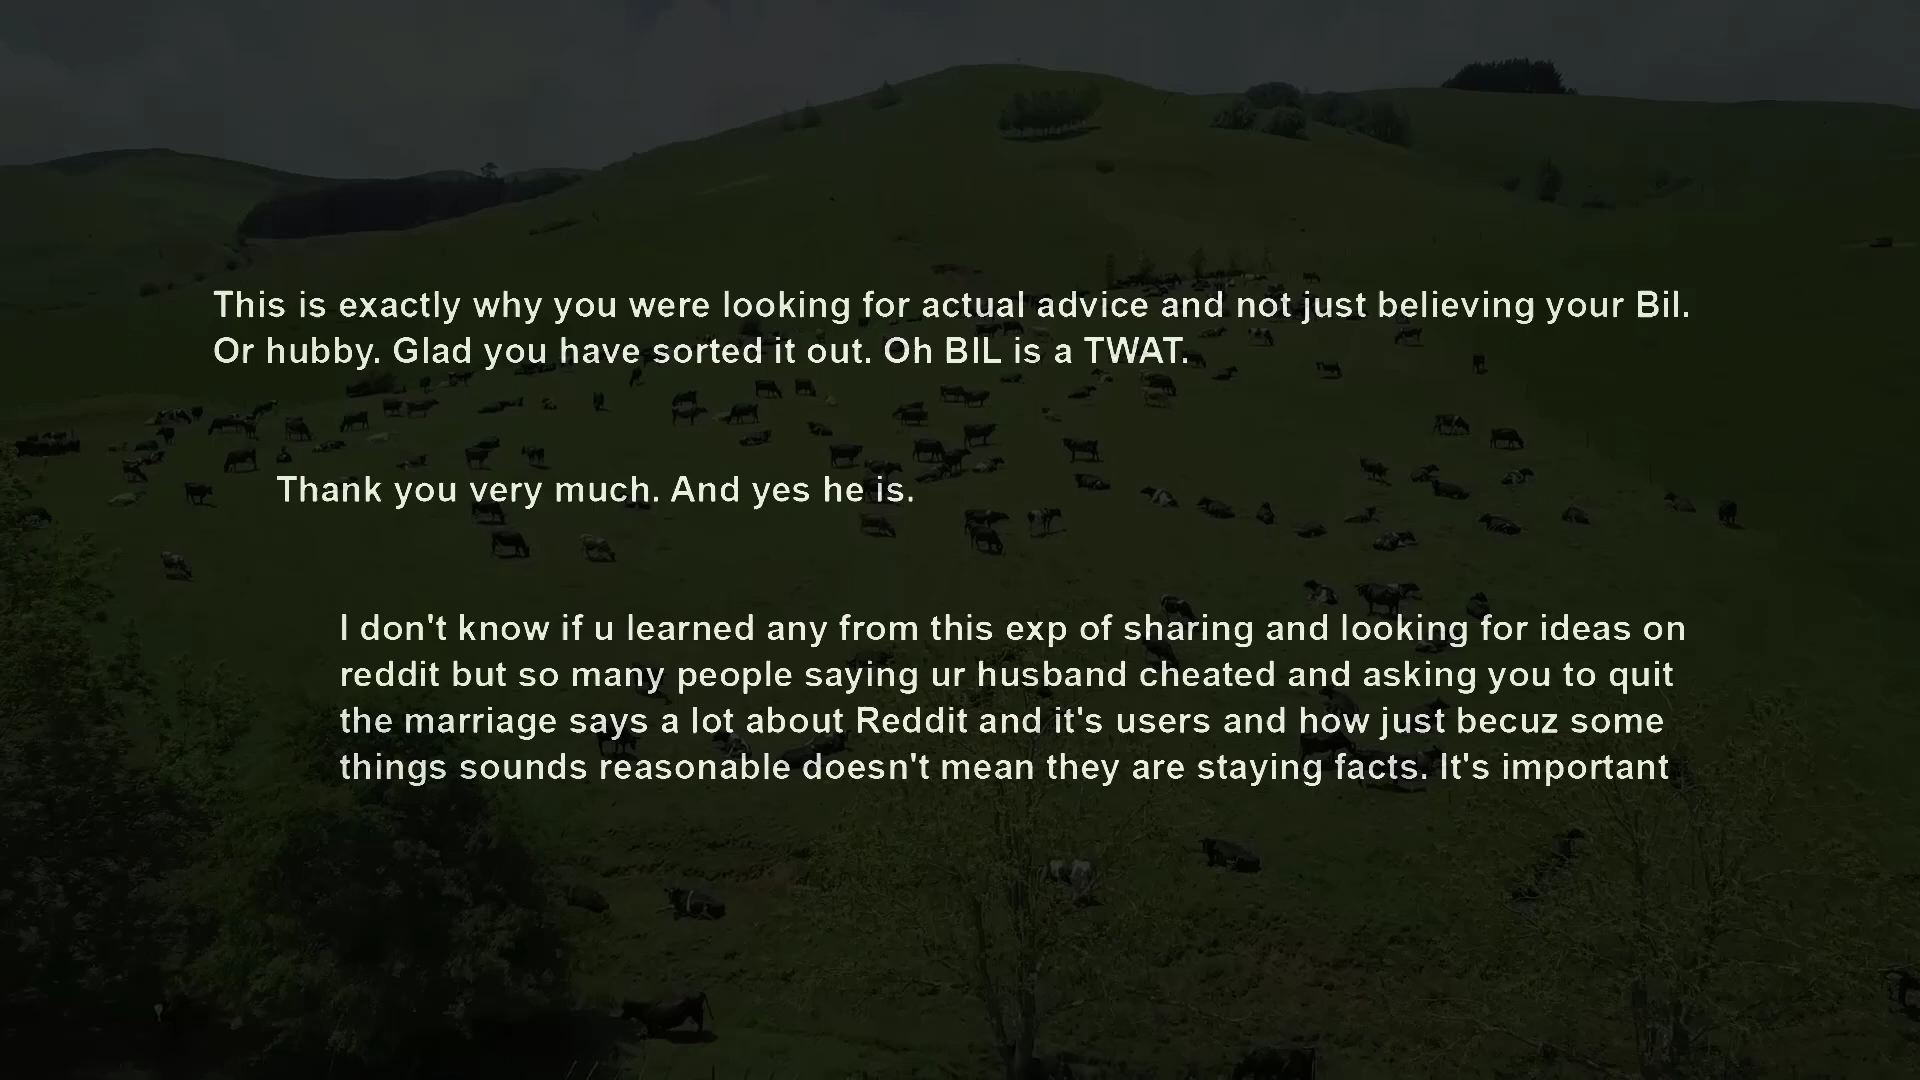 This is exactly why you were looking for actual advice and not just believing your Bil.
Or hubby. Glad you have sorted it out. Oh BIL is a TWAT.
Thank you very much. And yes he is.
I don't know if u learned any from this exp of sharing and looking for ideas on
reddit but so many people saying ur husband cheated and asking you to quit
the marriage says a lot about Reddit and it's users and how just becuz some
things sounds reasonable doesn't mean they are staying facts. It's important